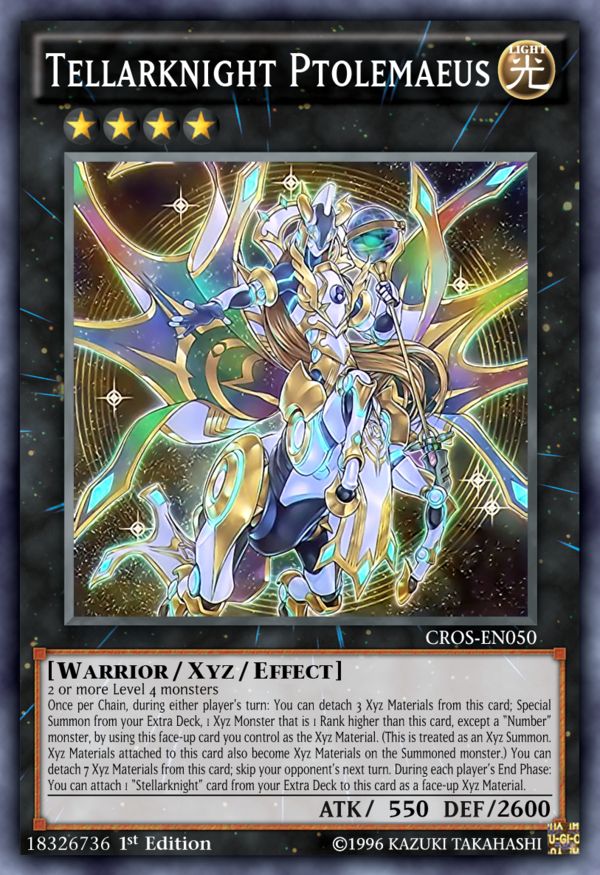 TELLARKNIGHT PTOLEMAEUS
LIGHT
光
CROS-EN050
[WARRIOR / XYZ / EFFECT]
2 or more Level 4 monsters
Once per Chain, during either player's turn: You can detach 3 Xyz Materials from this card; Special
Summon from your Extra Deck, 1 Xyz Monster that is 1 Rank higher than this card, except a "Number"
monster, by using this face-up card you control as the Xyz Material. (This is treated as an Xyz Summon.
Xyz Materials attached to this card also become Xyz Materials on the Summoned monster.) You can
detach 7 Xyz Materials from this card; skip your opponent's next turn. During each player's End Phase:
You can attach 1 "Stellarknight" card from your Extra Deck to this card as a face-up Xyz Material.
ATK/ 550 DEF/2600
18326736 1st Edition ©1996 KAZUKI TAKAHASHI